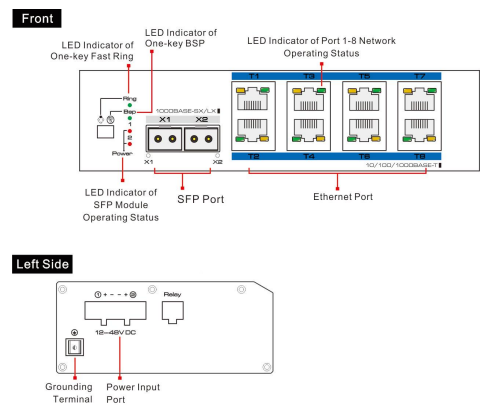 Front
LED Indicator of
One-key Fast Ring
LED Indicator of
One-key BSP
LED Indicator of Port 1-8 Network
Operating Status
Ring
Bsp
1
2
Power
1000BASE-SX/LX
X1 X2
X1 X2
T1 T3 T5 T7
T2 T4 T6 T8
10/100/1000BASE-T
LED Indicator of
SFP Module
Operating Status
SFP Port
Ethernet Port
Left Side
① + - - + ②
Relay
12—48V DC
Grounding
Terminal
Power Input
Port